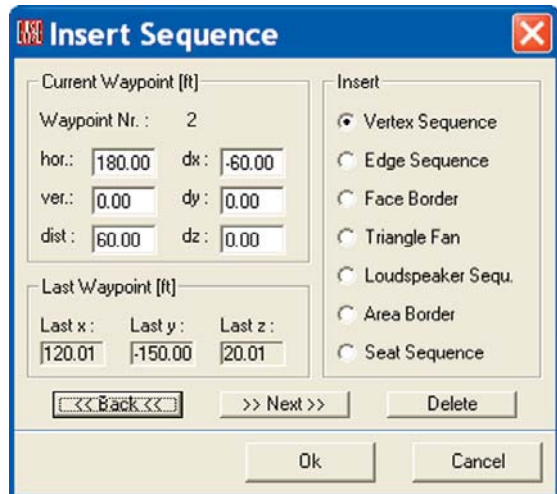 EASE Insert Sequence
Current Waypoint [ft]
Waypoint Nr. : 2
hor.: 180.00 dx : -60.00
ver.: 0.00 dy : 0.00
dist : 60.00 dz : 0.00
Last Waypoint [ft]
Last x : Last y : Last z :
120.01 -150.00 20.01
Insert
Vertex Sequence
Edge Sequence
Face Border
Triangle Fan
Loudspeaker Sequ.
Area Border
Seat Sequence
<< Back << >> Next >> Delete
Ok Cancel